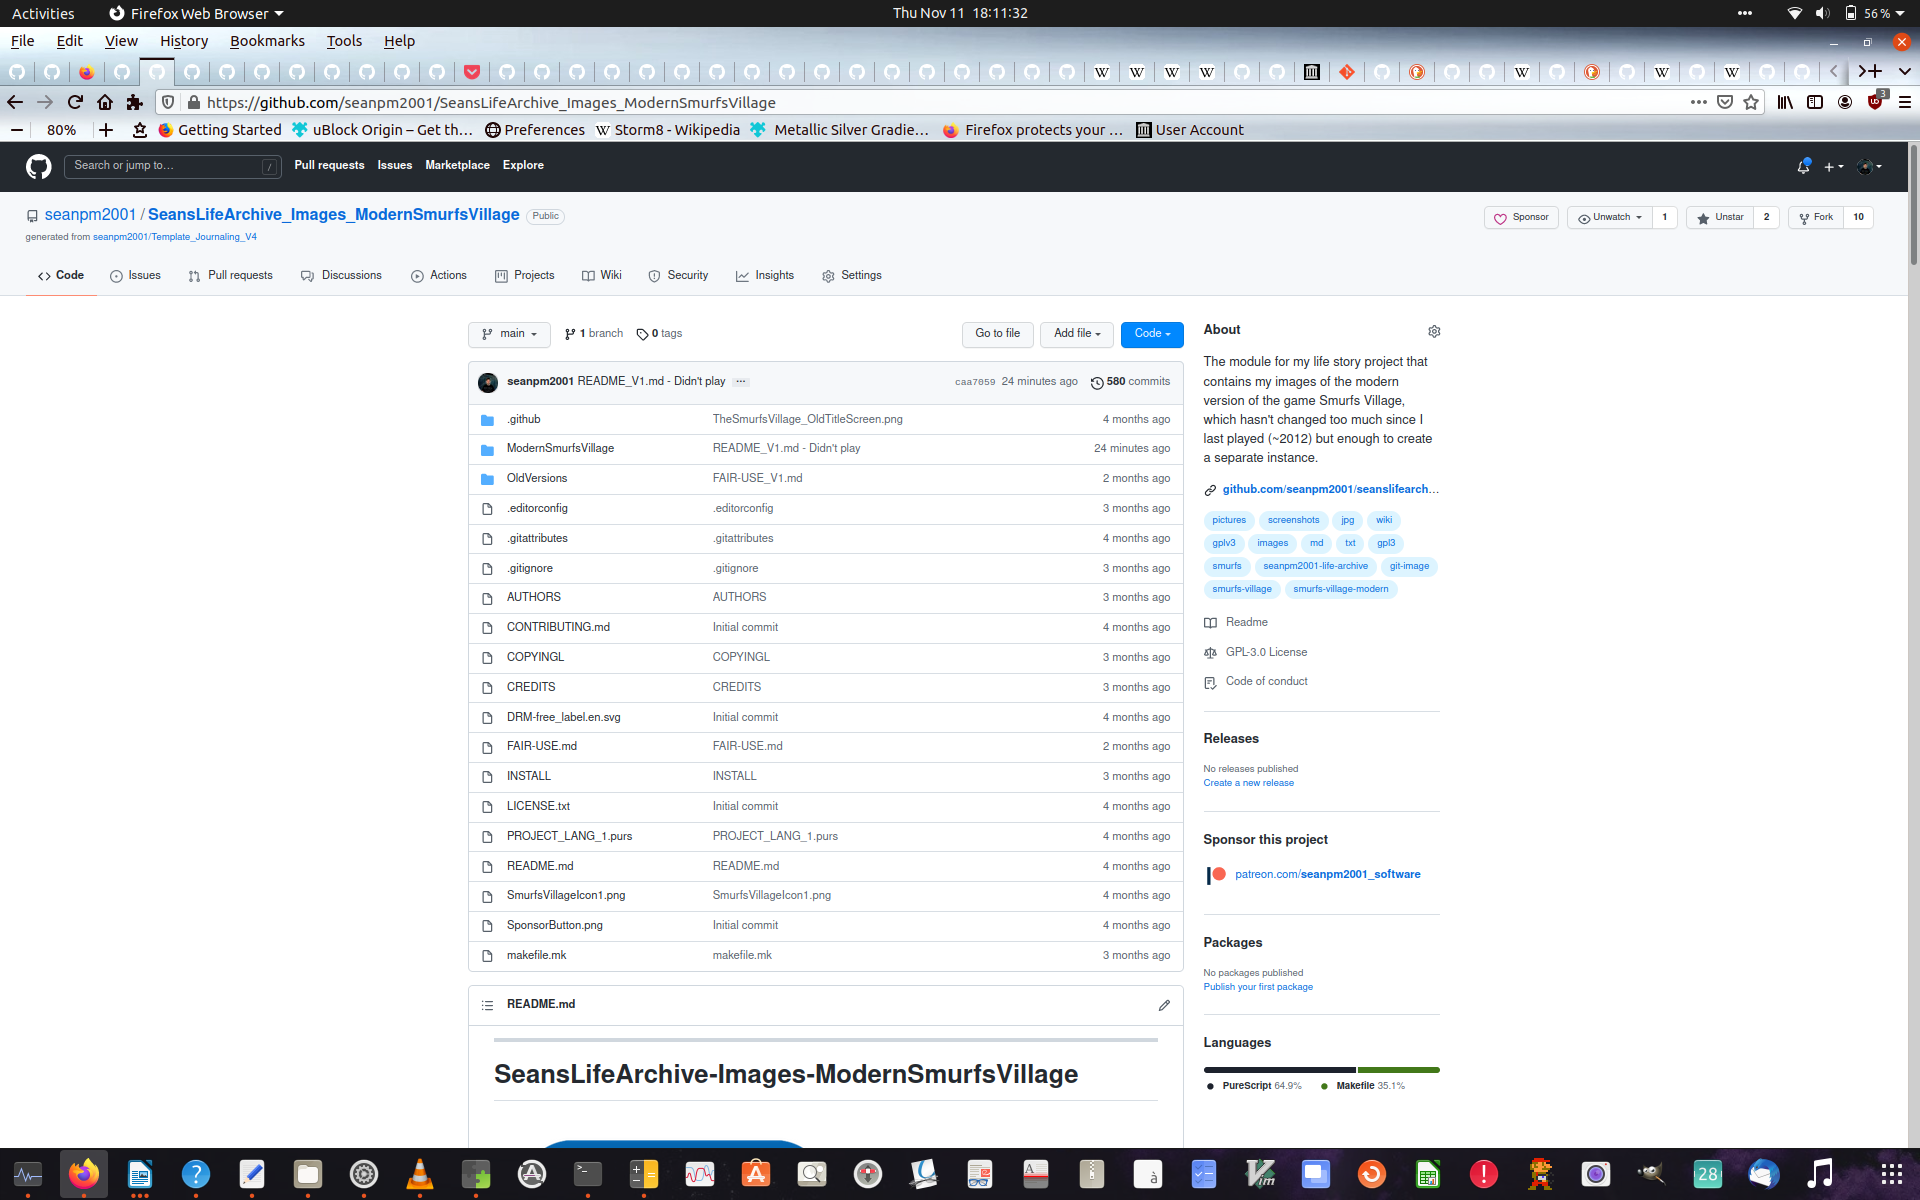 Activities Firefox Web Browser Thu Nov 11 18:11:32 56 %
File Edit View History Bookmarks Tools Help
https://github.com/seanpm2001/SeansLifeArchive_Images_ModernSmurfsVillage 3
80% Getting Started uBlock Origin – Get th… Preferences Storm8 - Wikipedia Metallic Silver Gradie… Firefox protects your … User Account
Search or jump to… / Pull requests Issues Marketplace Explore
seanpm2001 / SeansLifeArchive_Images_ModernSmurfsVillage Public Sponsor Unwatch 1 Unstar 2 Fork 10
generated from seanpm2001/Template_Journaling_V4
Code Issues Pull requests Discussions Actions Projects Wiki Security Insights Settings
main 1 branch 0 tags Go to file Add file Code
seanpm2001 README_V1.md - Didn't play ... caa7059 24 minutes ago 580 commits
.github TheSmurfsVillage_OldTitleScreen.png 4 months ago
ModernSmurfsVillage README_V1.md - Didn't play 24 minutes ago
OldVersions FAIR-USE_V1.md 2 months ago
.editorconfig .editorconfig 3 months ago
.gitattributes .gitattributes 4 months ago
.gitignore .gitignore 3 months ago
AUTHORS AUTHORS 3 months ago
CONTRIBUTING.md Initial commit 4 months ago
COPYINGL COPYINGL 3 months ago
CREDITS CREDITS 3 months ago
DRM-free_label.en.svg Initial commit 4 months ago
FAIR-USE.md FAIR-USE.md 2 months ago
INSTALL INSTALL 3 months ago
LICENSE.txt Initial commit 4 months ago
PROJECT_LANG_1.purs PROJECT_LANG_1.purs 4 months ago
README.md README.md 4 months ago
SmurfsVillageIcon1.png SmurfsVillageIcon1.png 4 months ago
SponsorButton.png Initial commit 4 months ago
makefile.mk makefile.mk 3 months ago
README.md
SeansLifeArchive-Images-ModernSmurfsVillage
About
The module for my life story project that
contains my images of the modern
version of the game Smurfs Village,
which hasn't changed too much since I
last played (~2012) but enough to create
a separate instance.
github.com/seanpm2001/seanslifearch…
pictures screenshots jpg wiki
gplv3 images md txt gpl3
smurfs seanpm2001-life-archive git-image
smurfs-village smurfs-village-modern
Readme
GPL-3.0 License
Code of conduct
Releases
No releases published
Create a new release
Sponsor this project
patreon.com/seanpm2001_software
Packages
No packages published
Publish your first package
Languages
PureScript 64.9% Makefile 35.1%
28